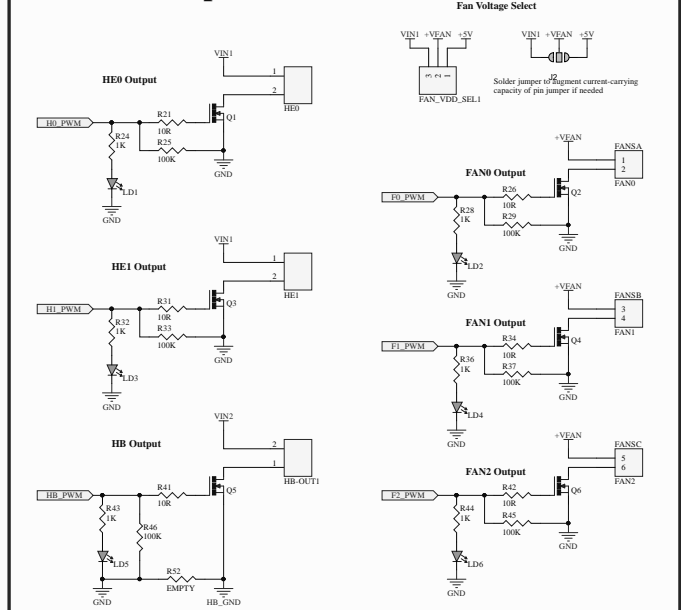 Fan Voltage Select
VIN1 +VFAN +5V
3 2 1
FAN_VDD_SEL1
VIN1 +VFAN +5V
J2
Solder jumper to augment current-carrying
capacity of pin jumper if needed
HE0 Output
VIN1
1
2
HE0
H0_PWM
R21
10R
Q1
R24
1K
R25
100K
LD1
GND
GND
HE1 Output
VIN1
1
2
HE1
H1_PWM
R31
10R
Q3
R32
1K
R33
100K
LD3
GND
GND
HB Output
VIN2
2
1
HB-OUT1
HB_PWM
R41
10R
Q5
R43
1K
R46
100K
LD5
R52
EMPTY
GND
HB_GND
FAN0 Output
+VFAN
FANSA
1
2
FAN0
F0_PWM
R26
10R
Q2
R28
1K
R29
100K
LD2
GND
GND
FAN1 Output
+VFAN
FANSB
3
4
FAN1
F1_PWM
R34
10R
Q4
R36
1K
R37
100K
LD4
GND
GND
FAN2 Output
+VFAN
FANSC
5
6
FAN2
F2_PWM
R42
10R
Q6
R44
1K
R45
100K
LD6
GND
GND